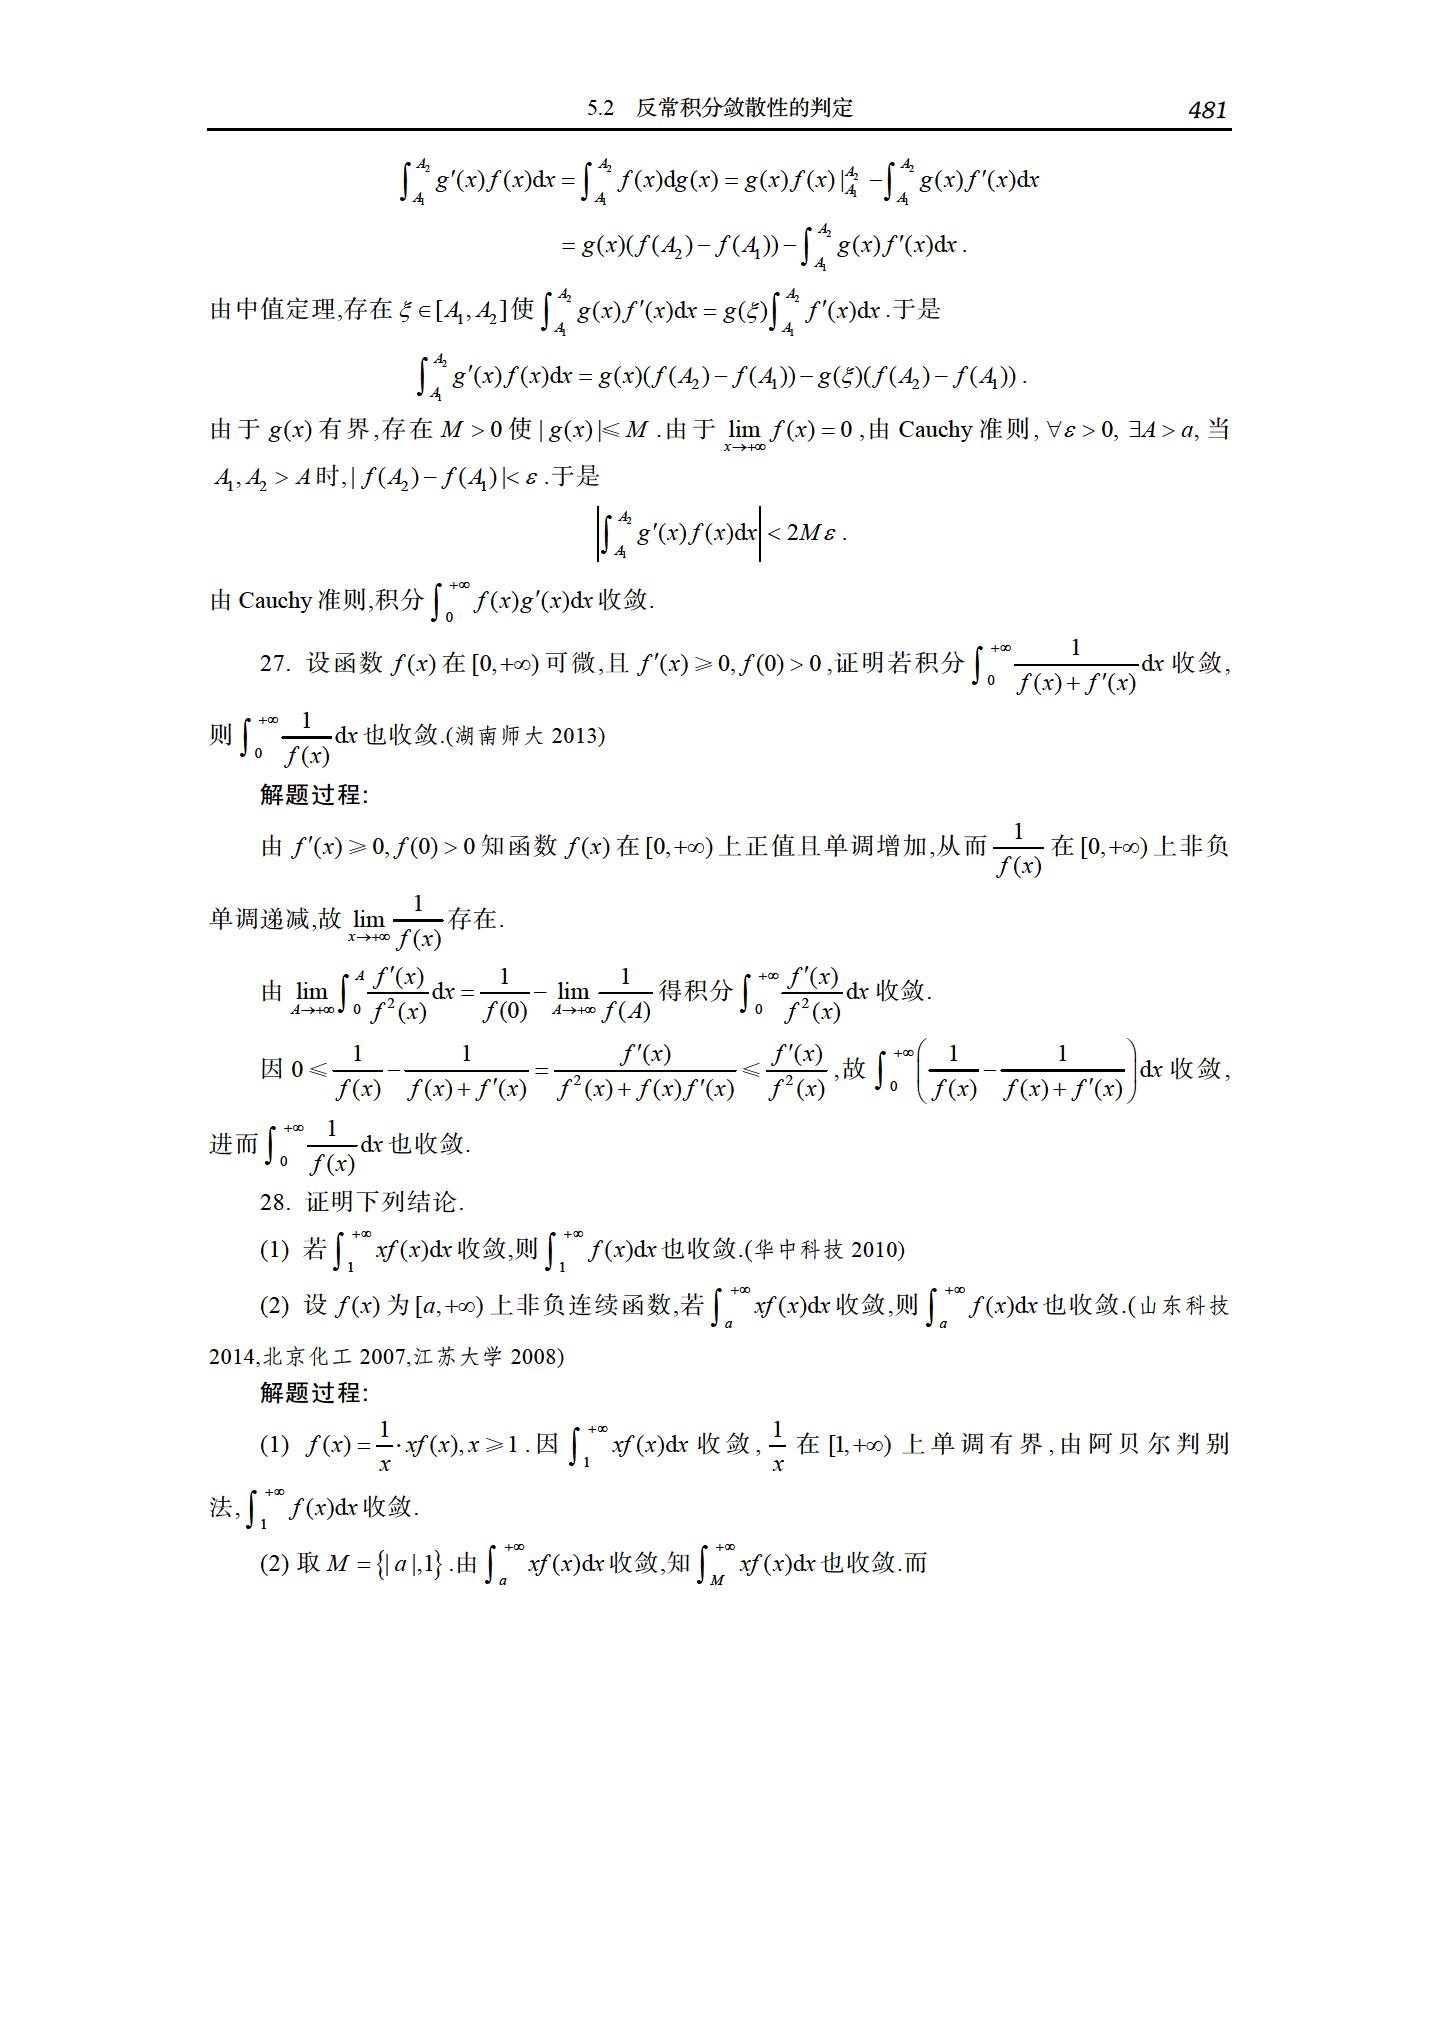 5.2 反常积分敛散性的判定 481
$\int_{A_1}^{A_2} g'(x)f(x)\mathrm{d}x = \int_{A_1}^{A_2} f(x)\mathrm{d}g(x) = g(x)f(x)|_{A_1}^{A_2} - \int_{A_1}^{A_2} g(x)f'(x)\mathrm{d}x$
$= g(x)(f(A_2)-f(A_1)) - \int_{A_1}^{A_2} g(x)f'(x)\mathrm{d}x$ .
由中值定理,存在 $\xi \in [A_1, A_2]$ 使 $\int_{A_1}^{A_2} g(x)f'(x)\mathrm{d}x = g(\xi)\int_{A_1}^{A_2} f'(x)\mathrm{d}x$ .于是
$\int_{A_1}^{A_2} g'(x)f(x)\mathrm{d}x = g(x)(f(A_2)-f(A_1)) - g(\xi)(f(A_2)-f(A_1))$ .
由于 $g(x)$ 有界,存在 $M > 0$ 使 $|g(x)| \leqslant M$ .由于 $\lim_{x \to +\infty} f(x) = 0$ ,由 Cauchy 准则, $\forall \varepsilon > 0$, $\exists A > a$, 当
$A_1, A_2 > A$ 时,$|f(A_2)-f(A_1)| < \varepsilon$ .于是
$\left|\int_{A_1}^{A_2} g'(x)f(x)\mathrm{d}x\right| < 2M\varepsilon$ .
由 Cauchy 准则,积分 $\int_0^{+\infty} f(x)g'(x)\mathrm{d}x$ 收敛.
27. 设函数 $f(x)$ 在 $[0,+\infty)$ 可微,且 $f'(x) \geqslant 0, f(0) > 0$ ,证明若积分 $\int_0^{+\infty} \frac{1}{f(x)+f'(x)}\mathrm{d}x$ 收敛,
则 $\int_0^{+\infty} \frac{1}{f(x)}\mathrm{d}x$ 也收敛.(湖南师大 2013)
解题过程:
由 $f'(x) \geqslant 0, f(0) > 0$ 知函数 $f(x)$ 在 $[0,+\infty)$ 上正值且单调增加,从而 $\frac{1}{f(x)}$ 在 $[0,+\infty)$ 上非负
单调递减,故 $\lim_{x \to +\infty} \frac{1}{f(x)}$ 存在.
由 $\lim_{A \to +\infty} \int_0^A \frac{f'(x)}{f^2(x)}\mathrm{d}x = \frac{1}{f(0)} - \lim_{A \to +\infty} \frac{1}{f(A)}$ 得积分 $\int_0^{+\infty} \frac{f'(x)}{f^2(x)}\mathrm{d}x$ 收敛.
因 $0 \leqslant \frac{1}{f(x)} - \frac{1}{f(x)+f'(x)} = \frac{f'(x)}{f^2(x)+f(x)f'(x)} \leqslant \frac{f'(x)}{f^2(x)}$ ,故 $\int_0^{+\infty} \left(\frac{1}{f(x)} - \frac{1}{f(x)+f'(x)}\right)\mathrm{d}x$ 收敛,
进而 $\int_0^{+\infty} \frac{1}{f(x)}\mathrm{d}x$ 也收敛.
28. 证明下列结论.
(1) 若 $\int_1^{+\infty} xf(x)\mathrm{d}x$ 收敛,则 $\int_1^{+\infty} f(x)\mathrm{d}x$ 也收敛.(华中科技 2010)
(2) 设 $f(x)$ 为 $[a,+\infty)$ 上非负连续函数,若 $\int_a^{+\infty} xf(x)\mathrm{d}x$ 收敛,则 $\int_a^{+\infty} f(x)\mathrm{d}x$ 也收敛.(山东科技
2014,北京化工 2007,江苏大学 2008)
解题过程:
(1) $f(x) = \frac{1}{x} \cdot xf(x), x \geqslant 1$ .因 $\int_1^{+\infty} xf(x)\mathrm{d}x$ 收敛, $\frac{1}{x}$ 在 $[1,+\infty)$ 上单调有界,由阿贝尔判别
法,$\int_1^{+\infty} f(x)\mathrm{d}x$ 收敛.
(2) 取 $M = \{|a|,1\}$ .由 $\int_a^{+\infty} xf(x)\mathrm{d}x$ 收敛,知 $\int_M^{+\infty} xf(x)\mathrm{d}x$ 也收敛.而